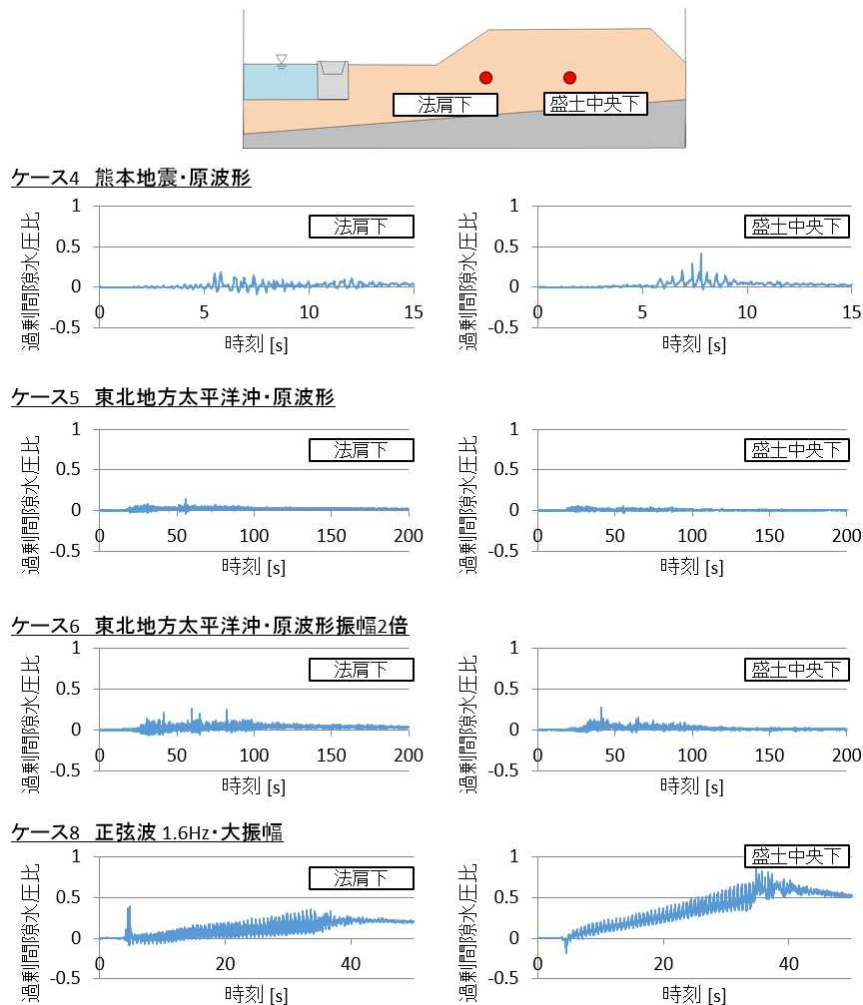 法肩下 盛土中央下
ケース4 熊本地震・原波形
過剰間隙水圧比
1
0.5
0
-0.5
法肩下
0 5 10 15
時刻 [s]
過剰間隙水圧比
1
0.5
0
-0.5
盛土中央下
0 5 10 15
時刻 [s]
ケース5 東北地方太平洋沖・原波形
過剰間隙水圧比
1
0.5
0
-0.5
法肩下
0 50 100 150 200
時刻 [s]
過剰間隙水圧比
1
0.5
0
-0.5
盛土中央下
0 50 100 150 200
時刻 [s]
ケース6 東北地方太平洋沖・原波形振幅2倍
過剰間隙水圧比
1
0.5
0
-0.5
法肩下
0 50 100 150 200
時刻 [s]
過剰間隙水圧比
1
0.5
0
-0.5
盛土中央下
0 50 100 150 200
時刻 [s]
ケース8 正弦波 1.6Hz・大振幅
過剰間隙水圧比
1
0.5
0
-0.5
法肩下
0 20 40
時刻 [s]
過剰間隙水圧比
1
0.5
0
-0.5
盛土中央下
0 20 40
時刻 [s]